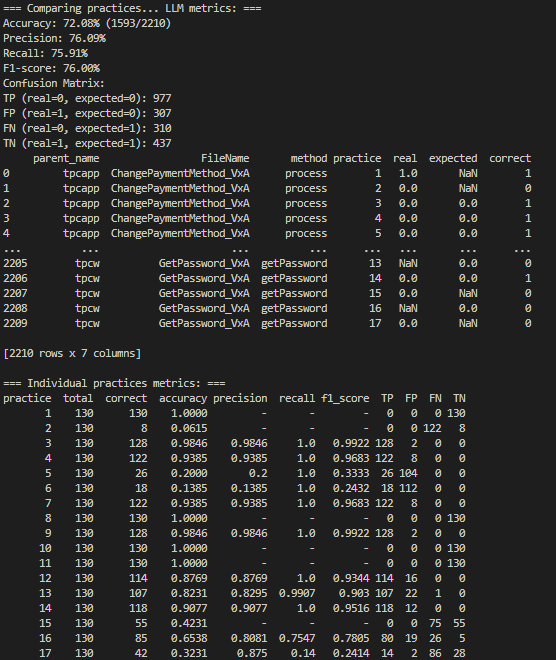 === Comparing practices... LLM metrics: ===
Accuracy: 72.08% (1593/2210)
Precision: 76.09%
Recall: 75.91%
F1-score: 76.00%
Confusion Matrix:
TP (real=0, expected=0): 977
FP (real=1, expected=0): 307
FN (real=0, expected=1): 310
TN (real=1, expected=1): 437
parent_name FileName method practice real expected correct
0 tpcapp ChangePaymentMethod_VxA process 1 1.0 NaN 1
1 tpcapp ChangePaymentMethod_VxA process 2 0.0 NaN 0
2 tpcapp ChangePaymentMethod_VxA process 3 0.0 0.0 1
3 tpcapp ChangePaymentMethod_VxA process 4 0.0 0.0 1
4 tpcapp ChangePaymentMethod_VxA process 5 0.0 0.0 1
... ... ... ... ... ... ... ...
2205 tpcw GetPassword_VxA getPassword 13 NaN 0.0 0
2206 tpcw GetPassword_VxA getPassword 14 0.0 0.0 1
2207 tpcw GetPassword_VxA getPassword 15 0.0 NaN 0
2208 tpcw GetPassword_VxA getPassword 16 NaN 0.0 0
2209 tpcw GetPassword_VxA getPassword 17 0.0 NaN 0
[2210 rows x 7 columns]
=== Individual practices metrics: ===
practice total correct accuracy precision recall f1_score TP FP FN TN
1 130 130 1.0000 - - - 0 0 0 130
2 130 8 0.0615 - - - 0 0 122 8
3 130 128 0.9846 0.9846 1.0 0.9922 128 2 0 0
4 130 122 0.9385 0.9385 1.0 0.9683 122 8 0 0
5 130 26 0.2000 0.2 1.0 0.3333 26 104 0 0
6 130 18 0.1385 0.1385 1.0 0.2432 18 112 0 0
7 130 122 0.9385 0.9385 1.0 0.9683 122 8 0 0
8 130 130 1.0000 - - - 0 0 0 130
9 130 128 0.9846 0.9846 1.0 0.9922 128 2 0 0
10 130 130 1.0000 - - - 0 0 0 130
11 130 130 1.0000 - - - 0 0 0 130
12 130 114 0.8769 0.8769 1.0 0.9344 114 16 0 0
13 130 107 0.8231 0.8295 0.9907 0.903 107 22 1 0
14 130 118 0.9077 0.9077 1.0 0.9516 118 12 0 0
15 130 55 0.4231 - - - 0 0 75 55
16 130 85 0.6538 0.8081 0.7547 0.7805 80 19 26 5
17 130 42 0.3231 0.875 0.14 0.2414 14 2 86 28